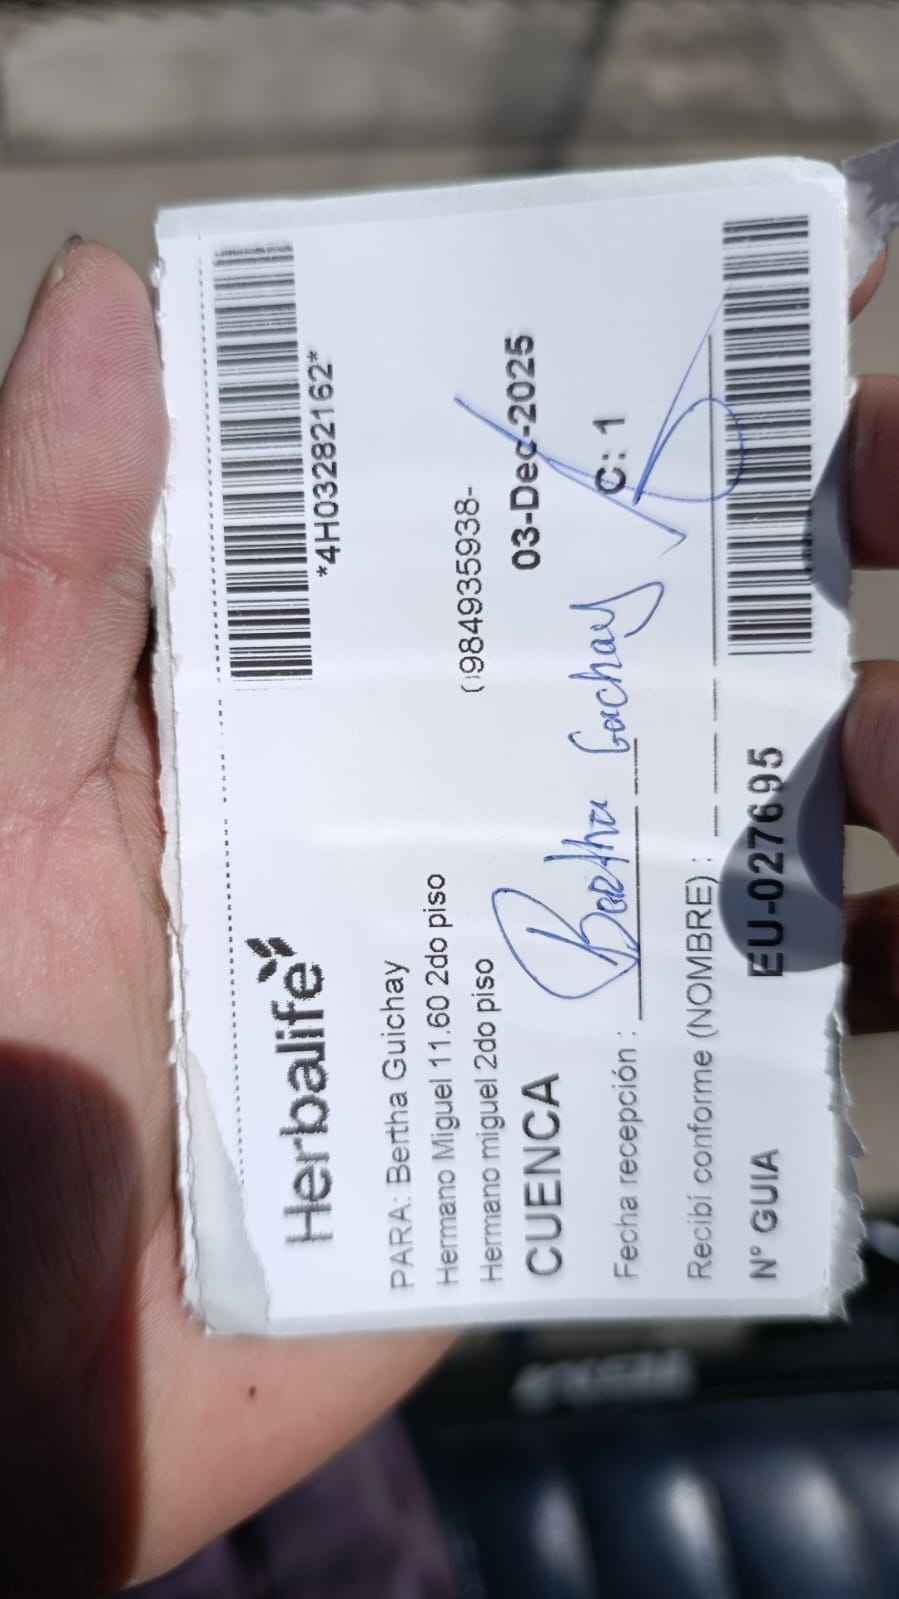 Herbalife
*4H03282162*
PARA: Bertha Guichay
Hermano Miguel 11.60 2do piso
(0984935938-
Hermano miguel 2do piso
CUENCA
03-Dec-2025
Bertha Guichay
Fecha recepción :
C: 1
Recibí conforme (NOMBRE) :
N° GUIA
EU-027695